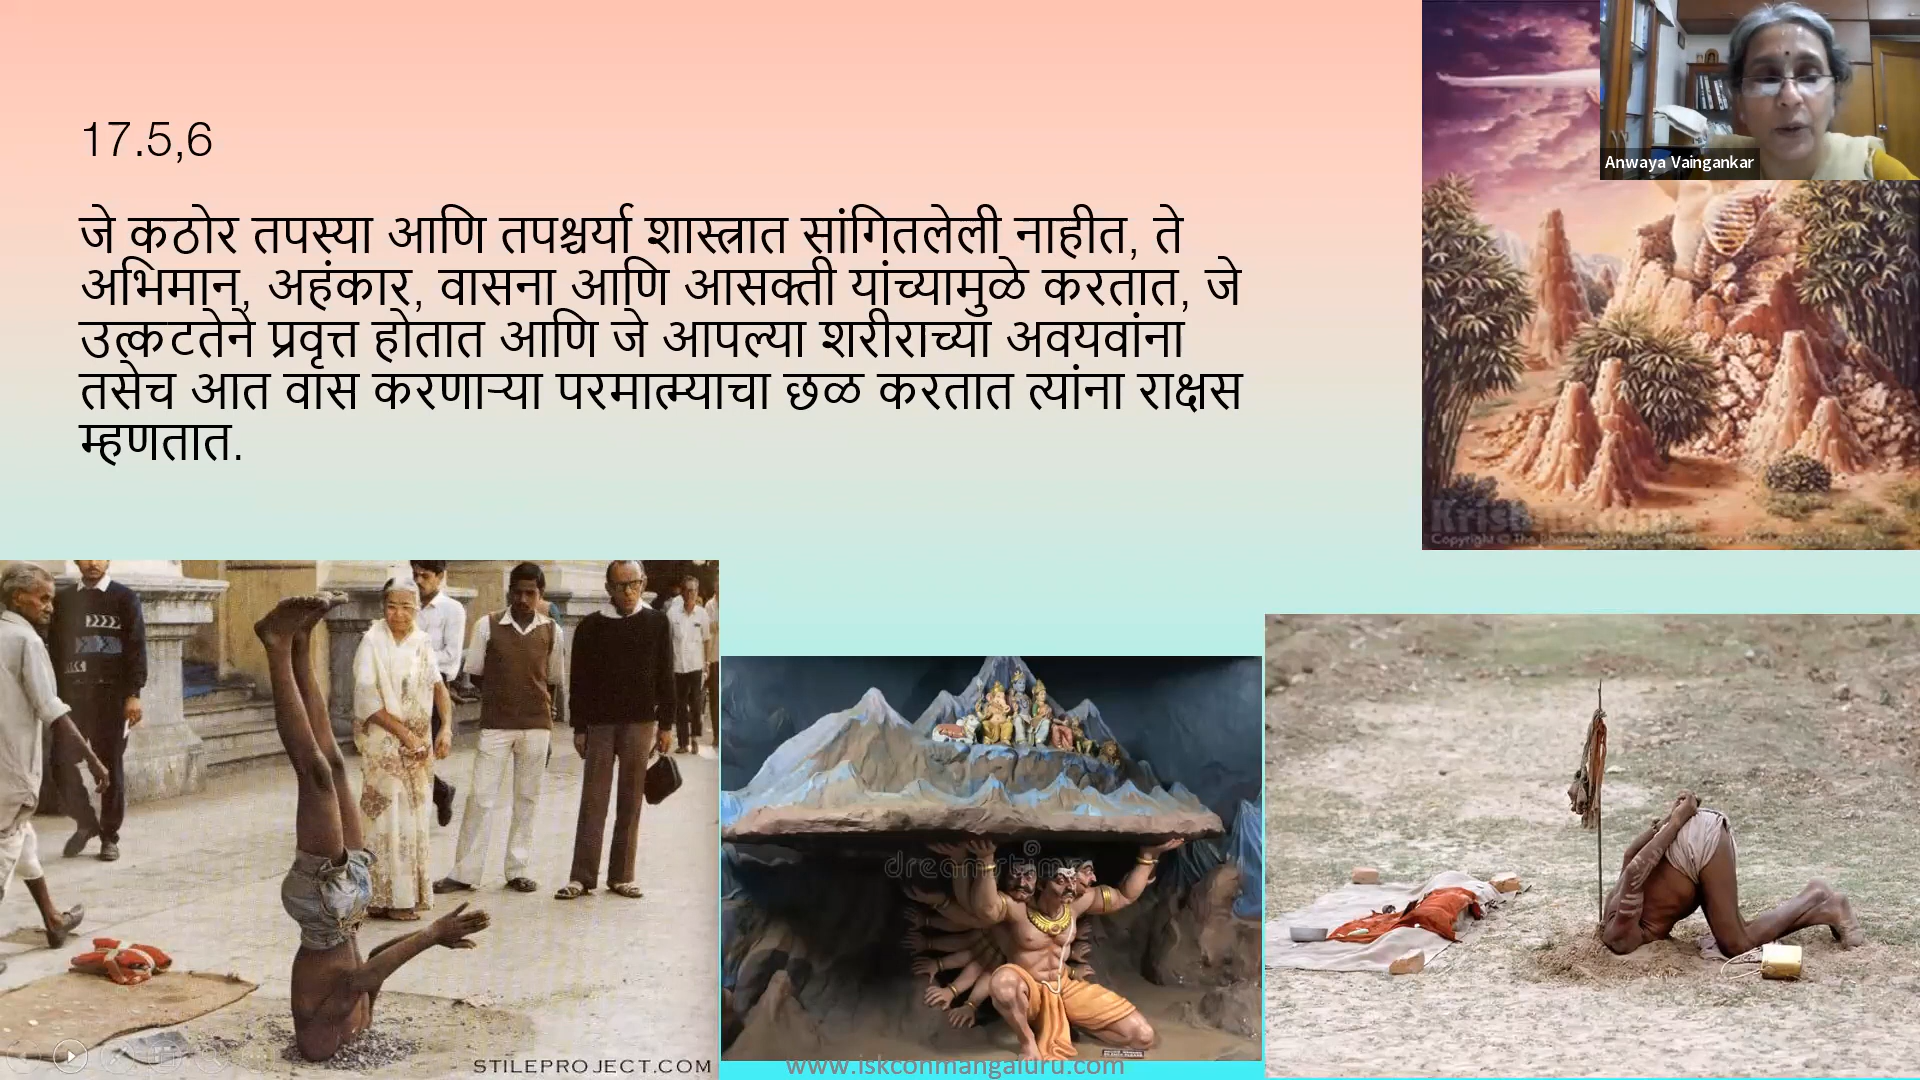 17.5,6
Anwaya Vaingankar
जे कठोर तपस्या आणि तपश्चर्या शास्त्रात सांगितलेली नाहीत, ते
अभिमान, अहंकार, वासना आणि आसक्ती यांच्यामुळे करतात, जे
उत्कटतेने प्रवृत्त होतात आणि जे आपल्या शरीराच्या अवयवांना
तसेच आत वास करणाऱ्या परमात्म्याचा छळ करतात त्यांना राक्षस
म्हणतात.
dreamstime
STILEPROJECT.COM
www.iskconmangaluru.com